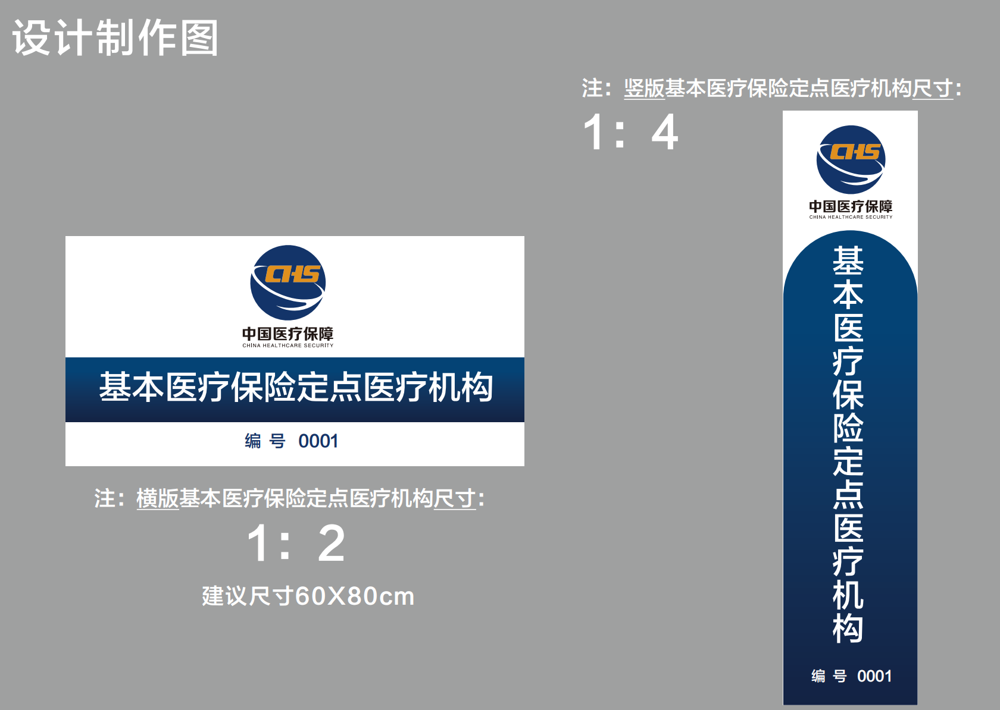 设计制作图
注：竖版基本医疗保险定点医疗机构尺寸：
1：4
CHS
中国医疗保障
CHINA HEALTHCARE SECURITY
基本医疗保险定点医疗机构
编 号 0001
CHS
中国医疗保障
CHINA HEALTHCARE SECURITY
基本医疗保险定点医疗机构
编 号 0001
注：横版基本医疗保险定点医疗机构尺寸：
1：2
建议尺寸60X80cm